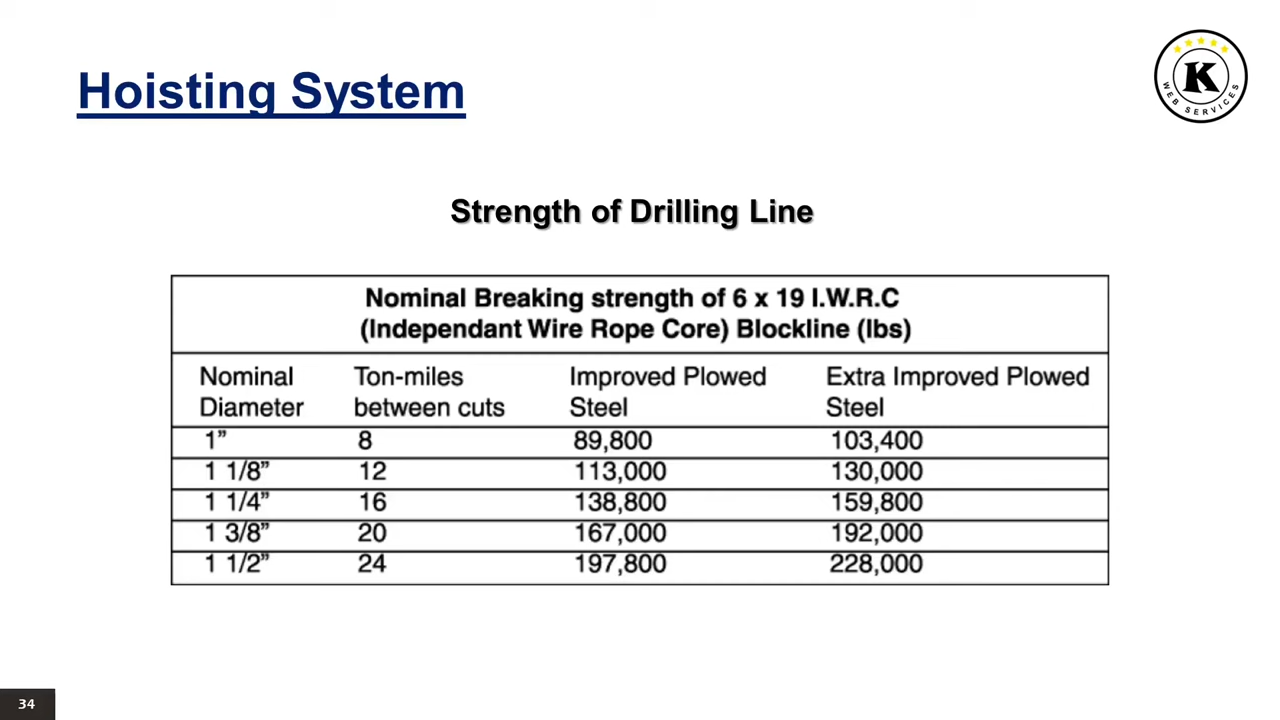 Hoisting System
K
WEB SERVICES
Strength of Drilling Line
Nominal Breaking strength of 6 x 19 I.W.R.C
(Independant Wire Rope Core) Blockline (lbs)
Nominal Diameter Ton-miles between cuts Improved Plowed Steel Extra Improved Plowed Steel
1” 8 89,800 103,400
1 1/8” 12 113,000 130,000
1 1/4” 16 138,800 159,800
1 3/8” 20 167,000 192,000
1 1/2” 24 197,800 228,000
34